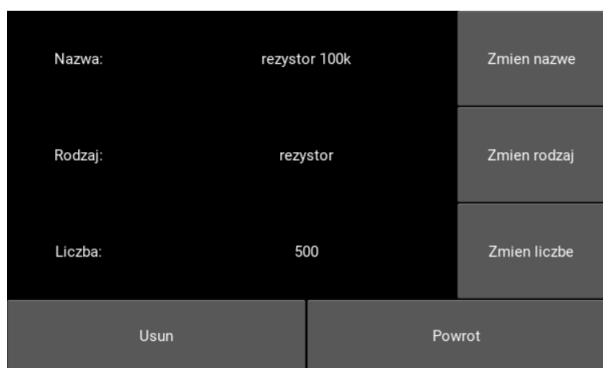 Nazwa: rezystor 100k Zmien nazwe
Rodzaj: rezystor Zmien rodzaj
Liczba: 500 Zmien liczbe
Usun Powrot